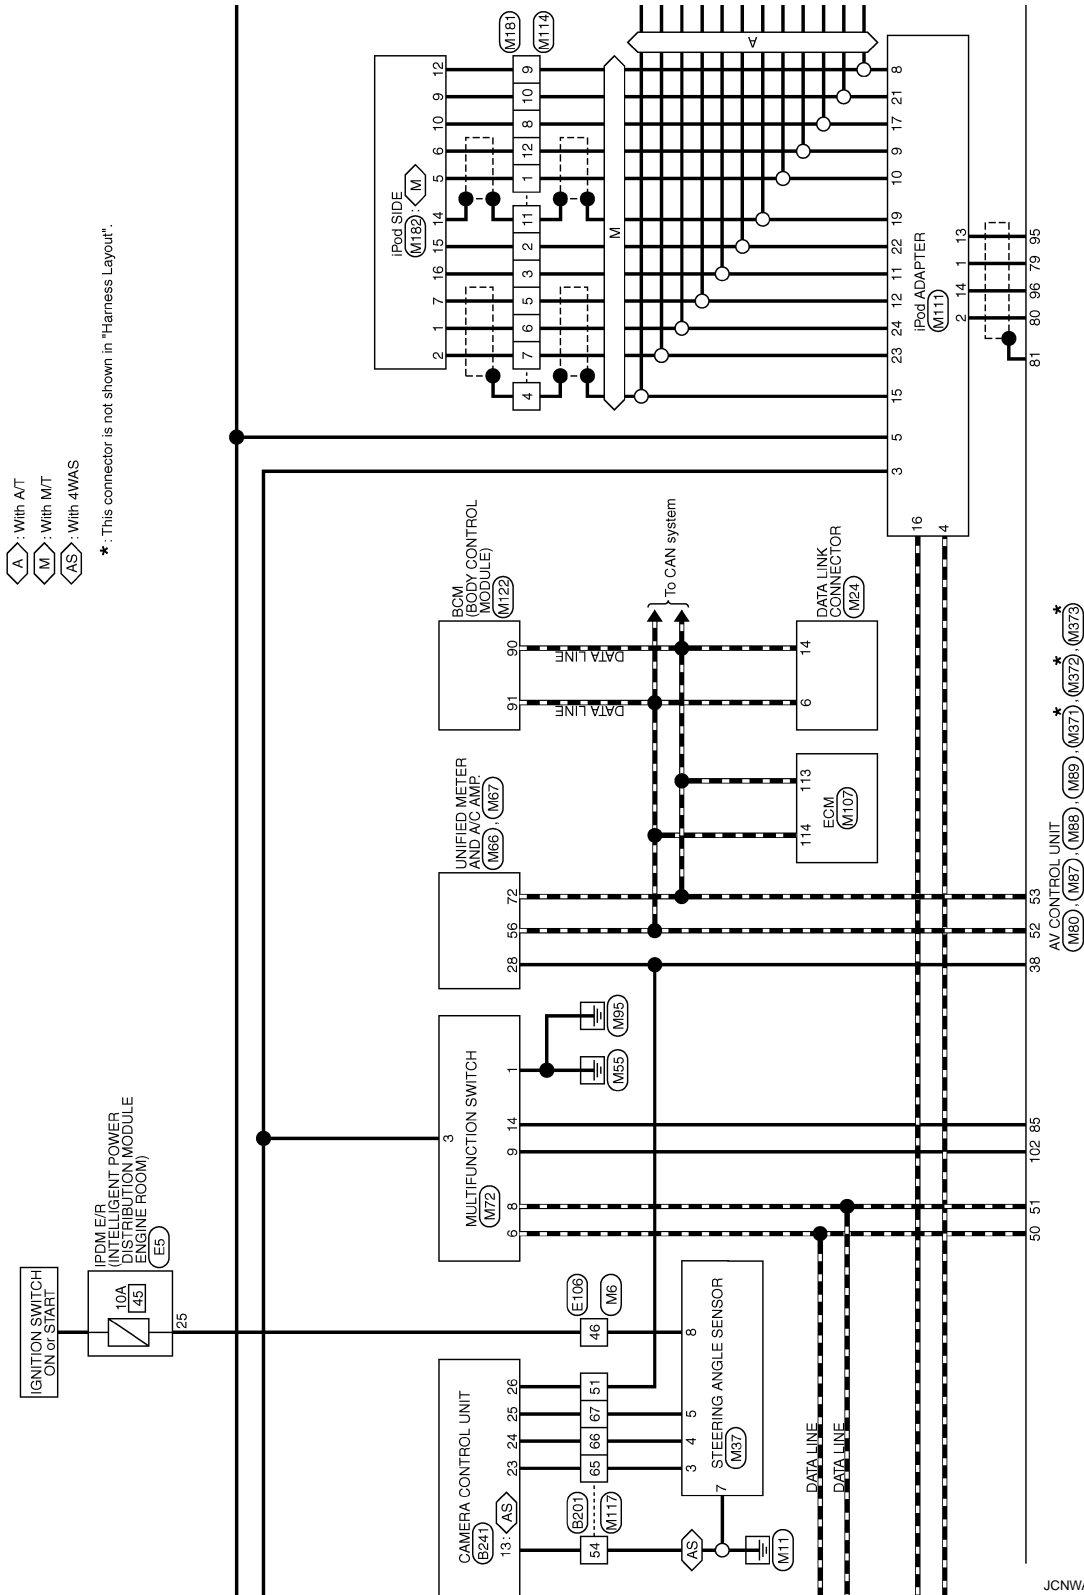 A : With A/T
M : With M/T
AS : With 4WAS
* : This connector is not shown in "Harness Layout".
IGNITION SWITCH
ON or START
IPDM E/R
(INTELLIGENT POWER
DISTRIBUTION MODULE
ENGINE ROOM)
E5
10A
45
25
CAMERA CONTROL UNIT
B241
13: AS
23 24 25 26
B201
M117
54 65 66 67 51
E106
M6
46
STEERING ANGLE SENSOR
M37
7 3 4 5 8
AS
M11
DATA LINE
DATA LINE
MULTIFUNCTION SWITCH
M72
3
6 8 9 14 1
M55
M95
UNIFIED METER
AND A/C AMP.
M66 , M67
28 56 72
BCM
(BODY CONTROL
MODULE)
M122
91 90
DATA LINE
DATA LINE
To CAN system
ECM
M107
114 113
DATA LINK
CONNECTOR
M24
6 14
iPod SIDE
M182 : M
2 1 7 16 15 14 5 6 10 9 12
M181
M114
4 7 6 5 3 2 11 1 12 8 10 9
M
A
iPod ADAPTER
M111
3 5 15 23 24 12 11 22 19 10 9 17 21 8
16 4
2 14 1 13
50 51 102 85 38 52 53 81 80 96 79 95
AV CONTROL UNIT
M80 , M87 , M88 , M89 , * M371 , * M372 , * M373
JCNWA